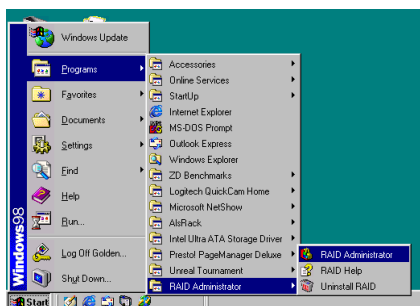 Windows Update
Programs
Favorites
Documents
Settings
Find
Help
Run...
Log Off Golden...
Shut Down...
Windows98
Start
Accessories
Online Services
StartUp
Internet Explorer
MS-DOS Prompt
Outlook Express
Windows Explorer
ZD Benchmarks
Logitech QuickCam Home
Microsoft NetShow
AlsRack
Intel Ultra ATA Storage Driver
Prestol PageManager Deluxe
Unreal Tournament
RAID Administrator
RAID Administrator
RAID Help
Uninstall RAID